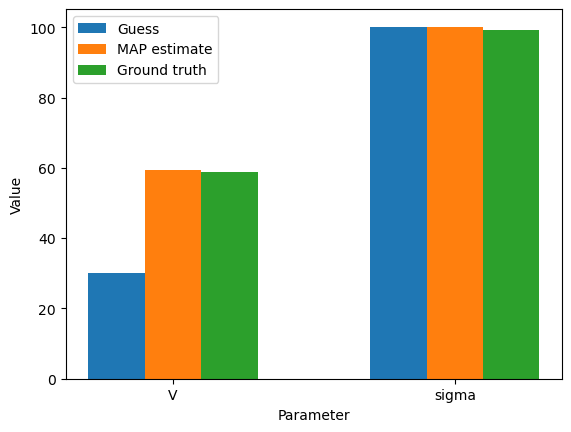 Guess
MAP estimate
Ground truth
Value
100
80
60
40
20
0
V
sigma
Parameter